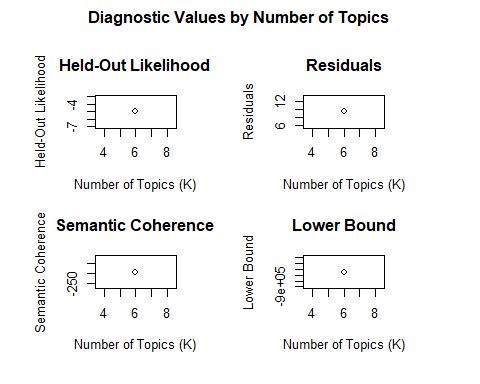 Diagnostic Values by Number of Topics
Held-Out Likelihood
Held-Out Likelihood
-4
-7
4 6 8
Number of Topics (K)
Residuals
Residuals
12
6
4 6 8
Number of Topics (K)
Semantic Coherence
Semantic Coherence
-250
4 6 8
Number of Topics (K)
Lower Bound
Lower Bound
-9e+05
4 6 8
Number of Topics (K)